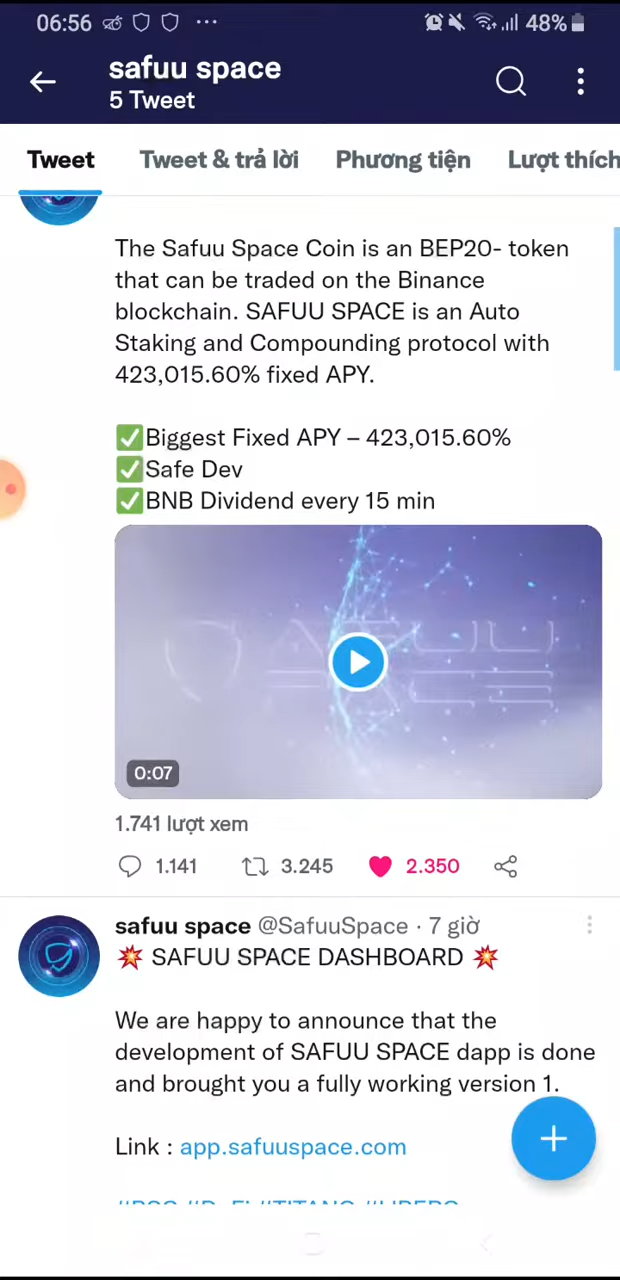 06:56
48%
safuu space
5 Tweet
Tweet Tweet & trả lời Phương tiện Lượt thích
The Safuu Space Coin is an BEP20- token
that can be traded on the Binance
blockchain. SAFUU SPACE is an Auto
Staking and Compounding protocol with
423,015.60% fixed APY.
✅Biggest Fixed APY – 423,015.60%
✅Safe Dev
✅BNB Dividend every 15 min
0:07
1.741 lượt xem
1.141 3.245 2.350
safuu space @SafuuSpace · 7 giờ
💥 SAFUU SPACE DASHBOARD 💥
We are happy to announce that the
development of SAFUU SPACE dapp is done
and brought you a fully working version 1.
Link : app.safuuspace.com